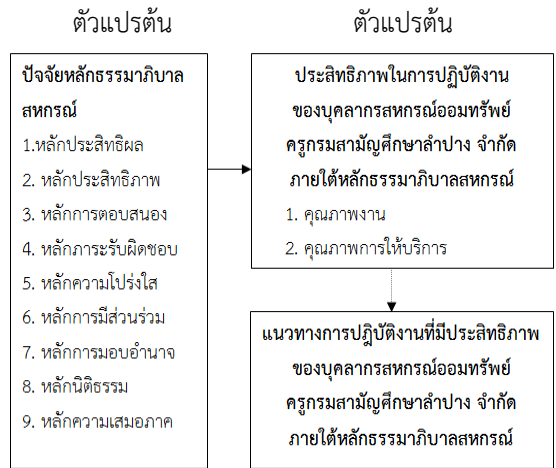 ตัวแปรต้น
ปัจจัยหลักธรรมาภิบาล
สหกรณ์
1.หลักประสิทธิผล
2. หลักประสิทธิภาพ
3. หลักการตอบสนอง
4. หลักภาระรับผิดชอบ
5. หลักความโปร่งใส
6. หลักการมีส่วนร่วม
7. หลักการมอบอำนาจ
8. หลักนิติธรรม
9. หลักความเสมอภาค
ตัวแปรต้น
ประสิทธิภาพในการปฏิบัติงาน
ของบุคลากรสหกรณ์ออมทรัพย์
ครูกรมสามัญศึกษาลำปาง จำกัด
ภายใต้หลักธรรมาภิบาลสหกรณ์
1. คุณภาพงาน
2. คุณภาพการให้บริการ
แนวทางการปฎิบัติงานที่มีประสิทธิภาพ
ของบุคลากรสหกรณ์ออมทรัพย์
ครูกรมสามัญศึกษาลำปาง จำกัด
ภายใต้หลักธรรมาภิบาลสหกรณ์